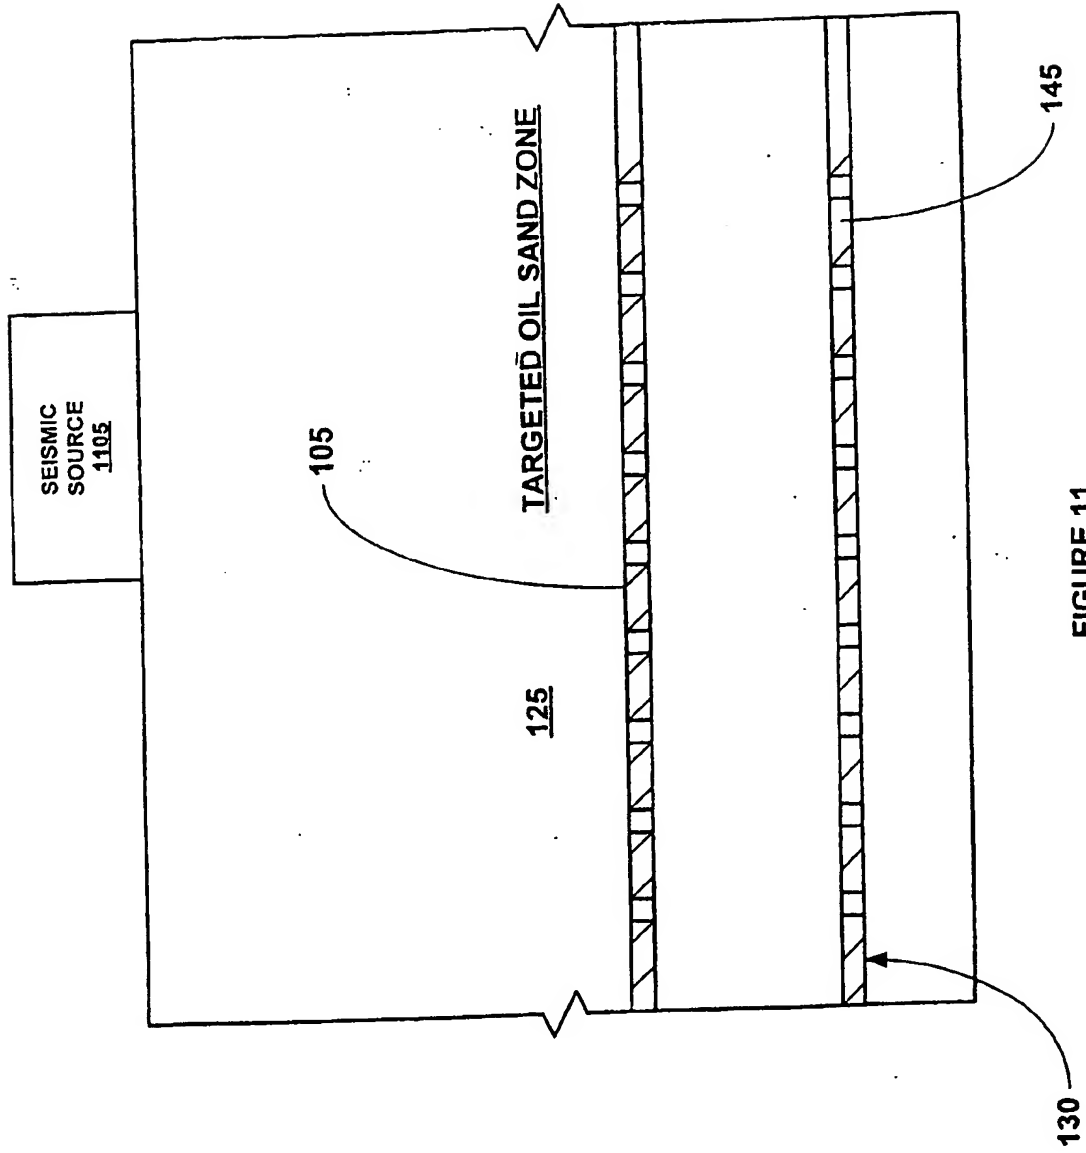 SEISMIC
SOURCE
1105
105
TARGETED OIL SAND ZONE
125
145
130
FIGURE 11